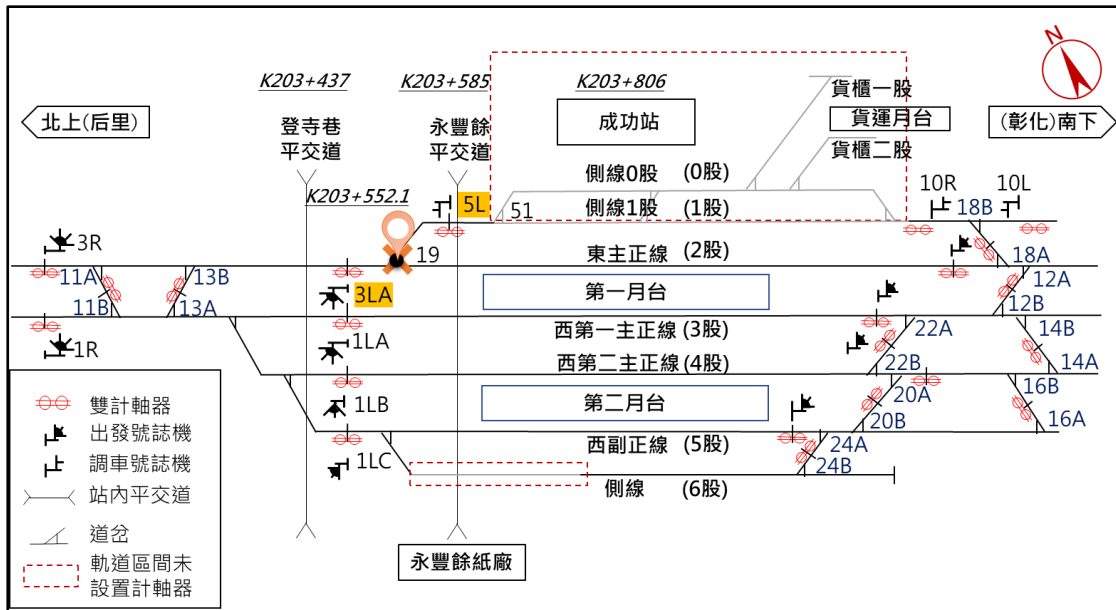 N
K203+437
K203+585
K203+806
貨櫃一股
北上(后里)
成功站
貨運月台
(彰化)南下
登寺巷
平交道
永豐餘
平交道
貨櫃二股
側線0股 (0股)
K203+552.1
5L
51
側線1股 (1股)
10R
10L
18B
3R
19
東主正線 (2股)
18A
11A
13B
12A
3LA
第一月台
11B
13A
12B
西第一主正線 (3股)
22A
14B
1R
1LA
西第二主正線 (4股)
22B
14A
20A
16B
1LB
第二月台
20B
16A
西副正線 (5股)
24A
1LC
24B
側線 (6股)
永豐餘紙廠
雙計軸器
出發號誌機
調車號誌機
站內平交道
道岔
軌道區間未
設置計軸器